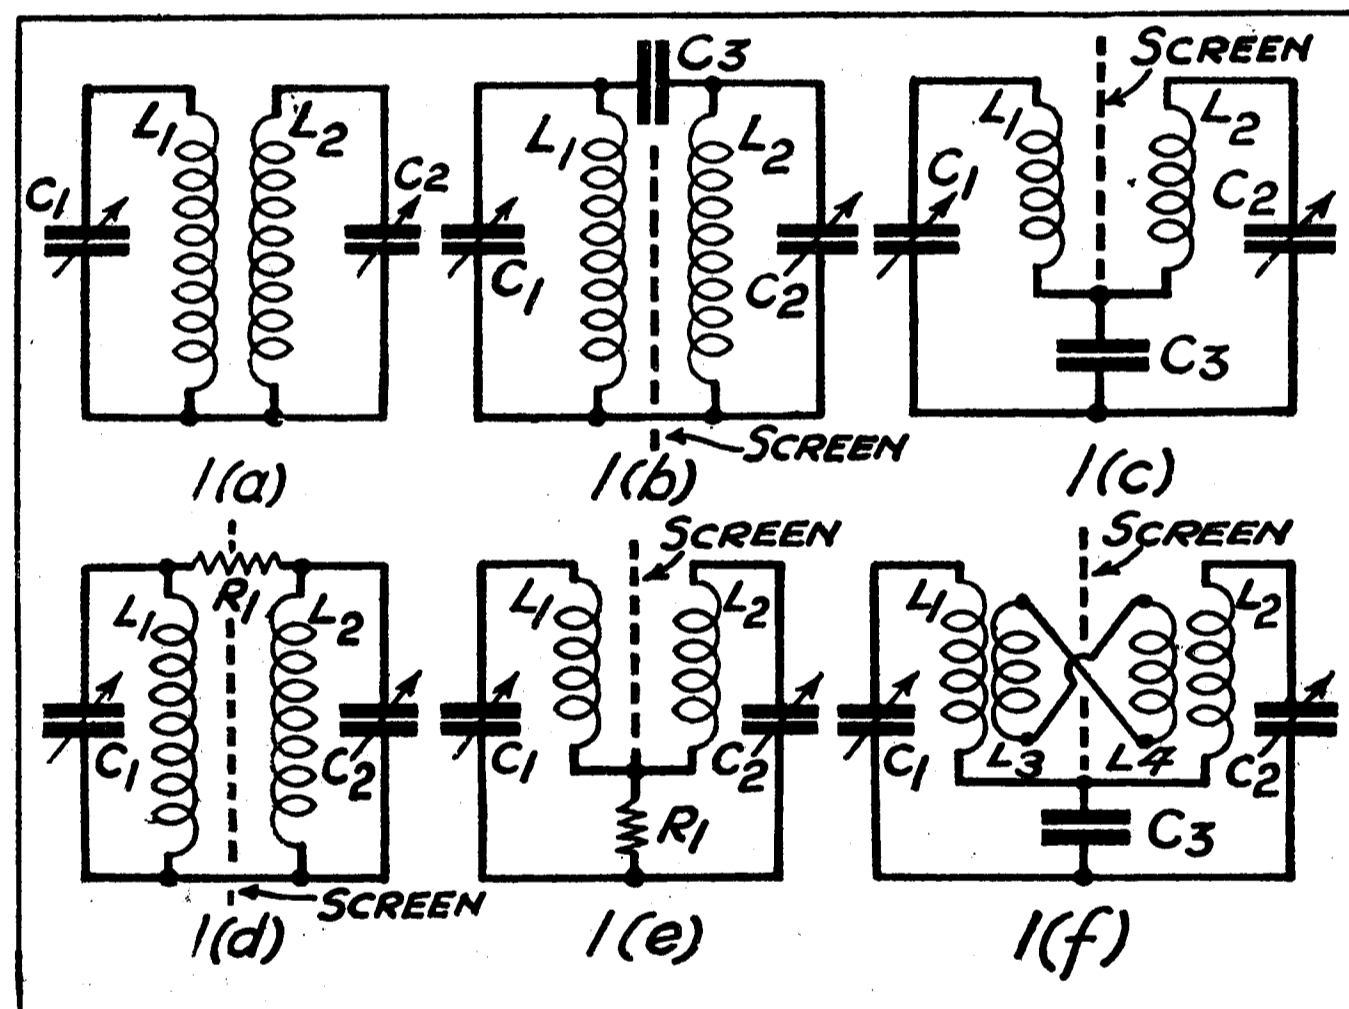 L1 L2
C1 C2
1(a)
C3
L1 L2
C1 C2
SCREEN
1(b)
SCREEN
L1 L2
C1 C2
C3
1(c)
R1
L1 L2
C1 C2
SCREEN
1(d)
SCREEN
L1 L2
C1 C2
R1
1(e)
SCREEN
L1 L2
L3 L4
C1 C2
C3
1(f)